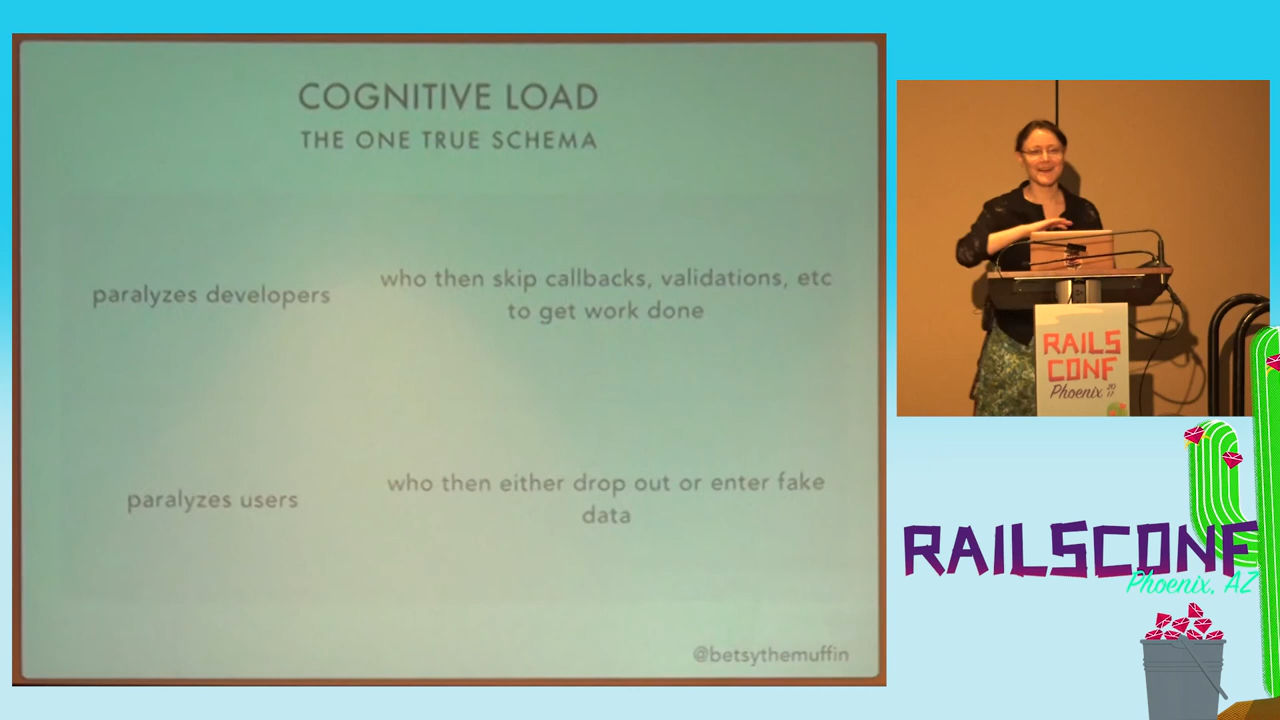 COGNITIVE LOAD
THE ONE TRUE SCHEMA
paralyzes developers
who then skip callbacks, validations, etc
to get work done
paralyzes users
who then either drop out or enter fake
data
@betsythemuffin
RAILS
CONF
Phoenix 2017
RAILSCONF
Phoenix, AZ